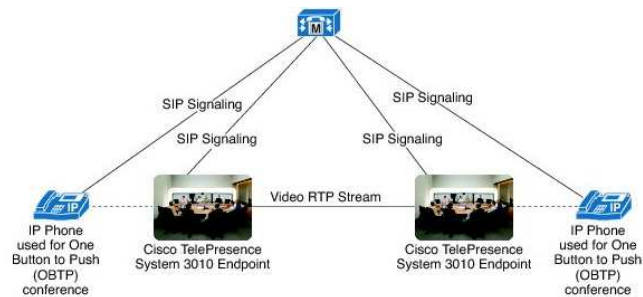 M
SIP Signaling
SIP Signaling
SIP Signaling
SIP Signaling
Video RTP Stream
IP
IP Phone
used for One
Button to Push
(OBTP)
conference
Cisco TelePresence
System 3010 Endpoint
Cisco TelePresence
System 3010 Endpoint
IP
IP Phone
used for One
Button to Push
(OBTP)
conference